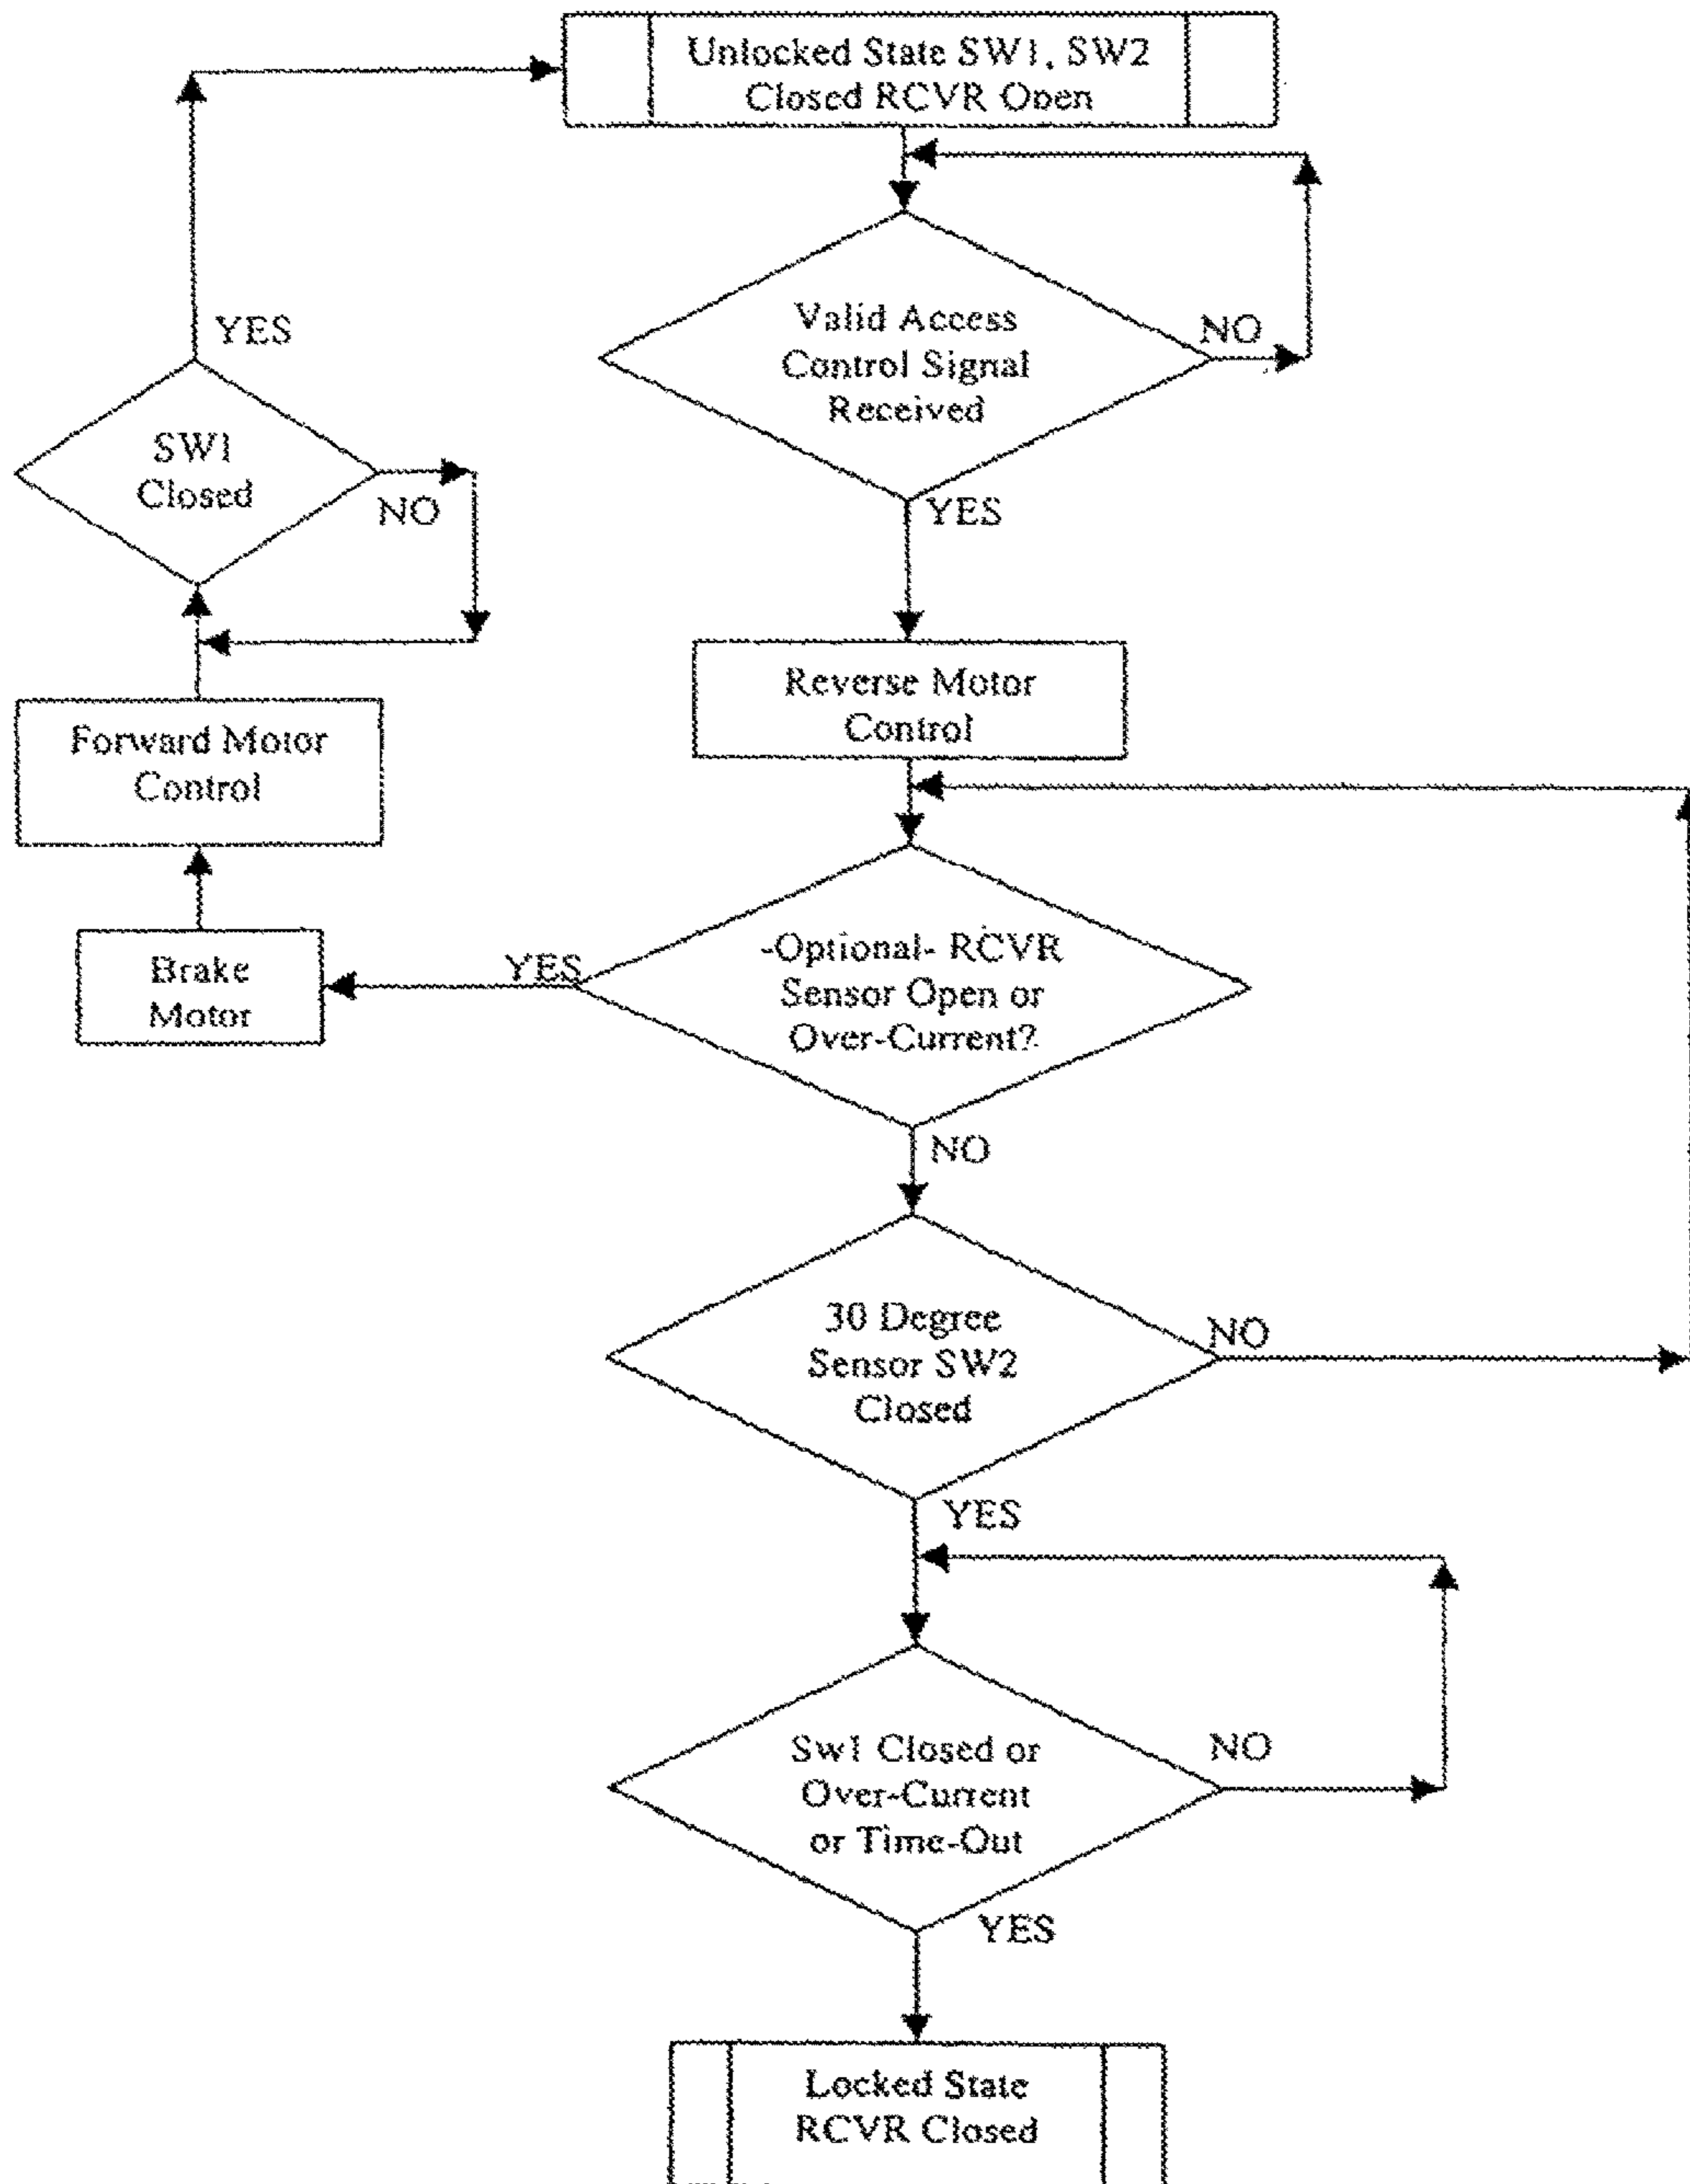 Unlocked State SW1, SW2
Closed RCVR Open
Valid Access
Control Signal
Received
NO
YES
YES
SW1
Closed
NO
Reverse Motor
Control
Forward Motor
Control
-Optional- RCVR
Sensor Open or
Over-Current?
YES
Brake
Motor
NO
30 Degree
Sensor SW2
Closed
NO
YES
Sw1 Closed or
Over-Current
or Time-Out
NO
YES
Locked State
RCVR Closed